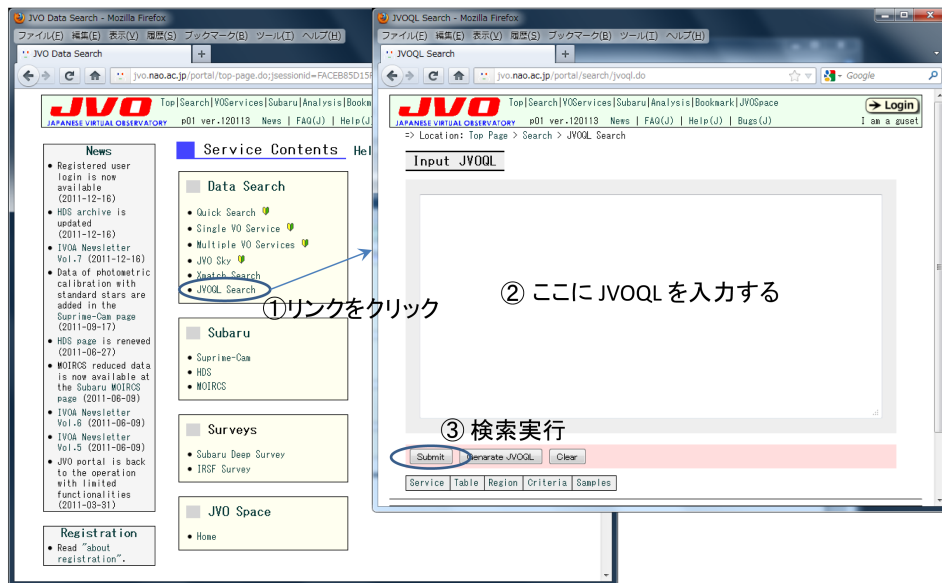 JVO Data Search - Mozilla Firefox
ファイル(F) 編集(E) 表示(V) 履歴(S) ブックマーク(B) ツール(T) ヘルプ(H)
JVO Data Search
jvo.nao.ac.jp/portal/top-page.do;jsessionid=FACEB85D15F
JVO
JAPANESE VIRTUAL OBSERVATORY
Top|Search|VOServices|Subaru|Analysis|Bookm
p01 ver.120113 News | FAQ(J) | Help(J
News
• Registered user
login is now
available
(2011-12-16)
• HDS archive is
updated
(2011-12-16)
• IVOA Newsletter
Vol.7 (2011-12-16)
• Data of photometric
calibration with
standard stars are
added in the
Suprime-Cam page
(2011-09-17)
• HDS page is renewed
(2011-06-27)
• MOIRCS reduced data
is now available at
the Subaru MOIRCS
page (2011-06-09)
• IVOA Newsletter
Vol.6 (2011-06-09)
• IVOA Newsletter
Vol.5 (2011-06-09)
• JVO portal is back
to the operation
with limited
functionalities
(2011-03-31)
Registration
• Read "about
registration".
Service Contents Hel
Data Search
• Quick Search
• Single VO Service
• Multiple VO Services
• JVO Sky
• Xmatch Search
• JVOQL Search
①リンクをクリック
Subaru
• Suprime-Cam
• HDS
• MOIRCS
Surveys
• Subaru Deep Survey
• IRSF Survey
JVO Space
• Home
JVOQL Search - Mozilla Firefox
ファイル(F) 編集(E) 表示(V) 履歴(S) ブックマーク(B) ツール(T) ヘルプ(H)
JVOQL Search
jvo.nao.ac.jp/portal/search/jvoql.do
Google
JVO
JAPANESE VIRTUAL OBSERVATORY
Top|Search|VOServices|Subaru|Analysis|Bookmark|JVOSpace
p01 ver.120113 News | FAQ(J) | Help(J) | Bugs(J)
Login
I am a guset
=> Location: Top Page > Search > JVOQL Search
Input JVOQL
② ここに JVOQL を入力する
③ 検索実行
Submit Genarate JVOQL Clear
Service Table Region Criteria Samples